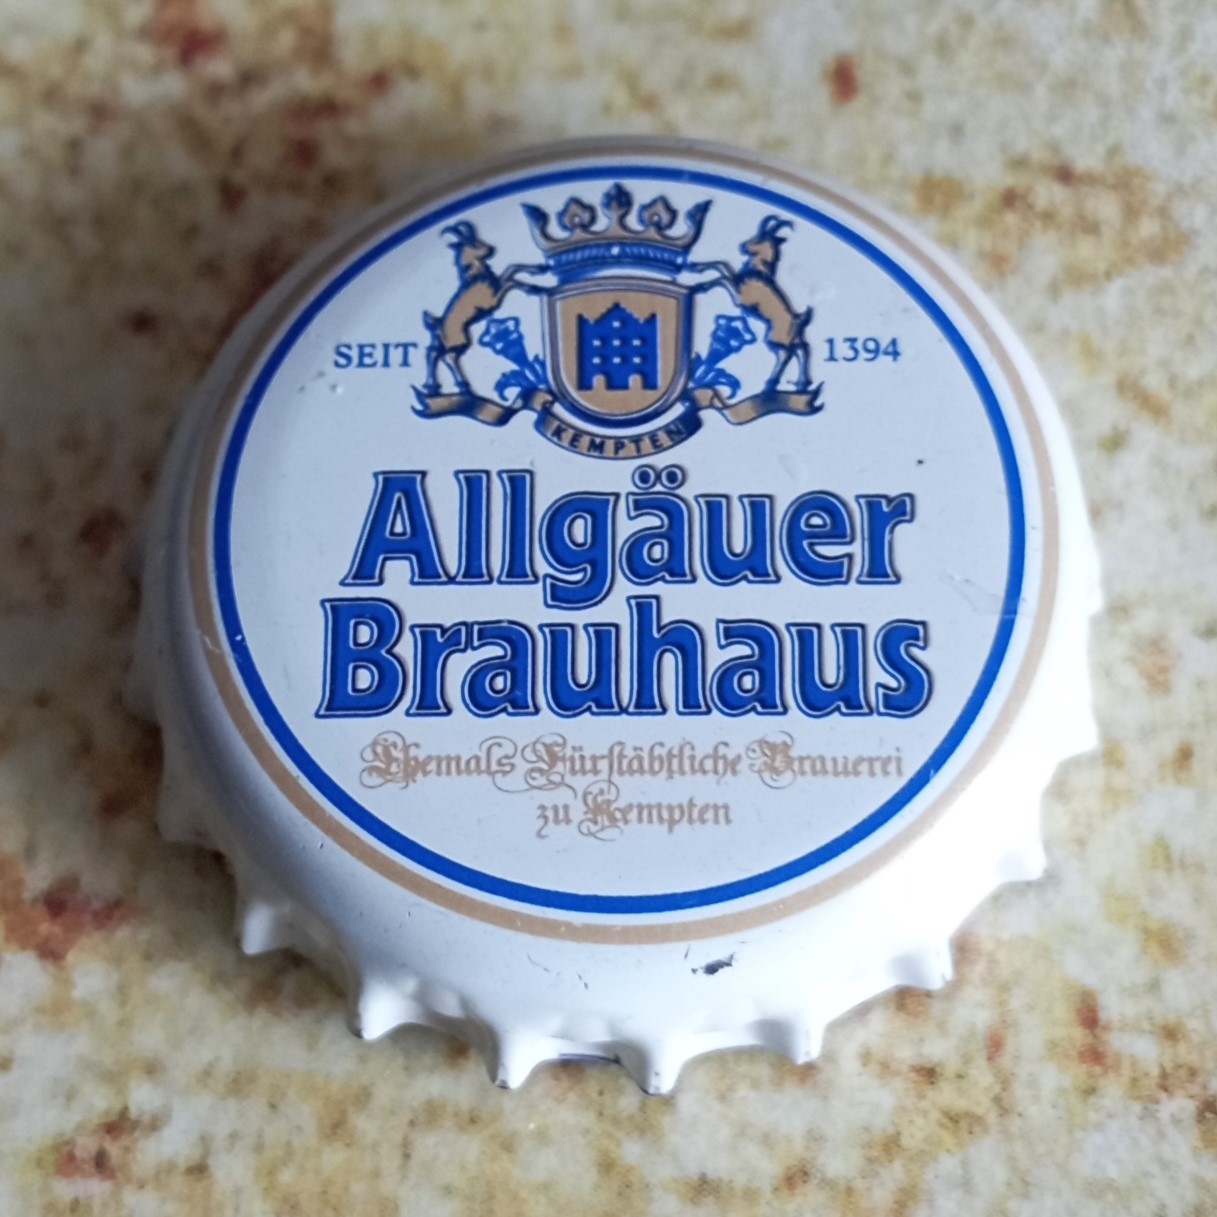 SEIT 1394
KEMPTEN
Allgäuer
Brauhaus
Ehemals Fürstäbtliche Brauerei
zu Kempten